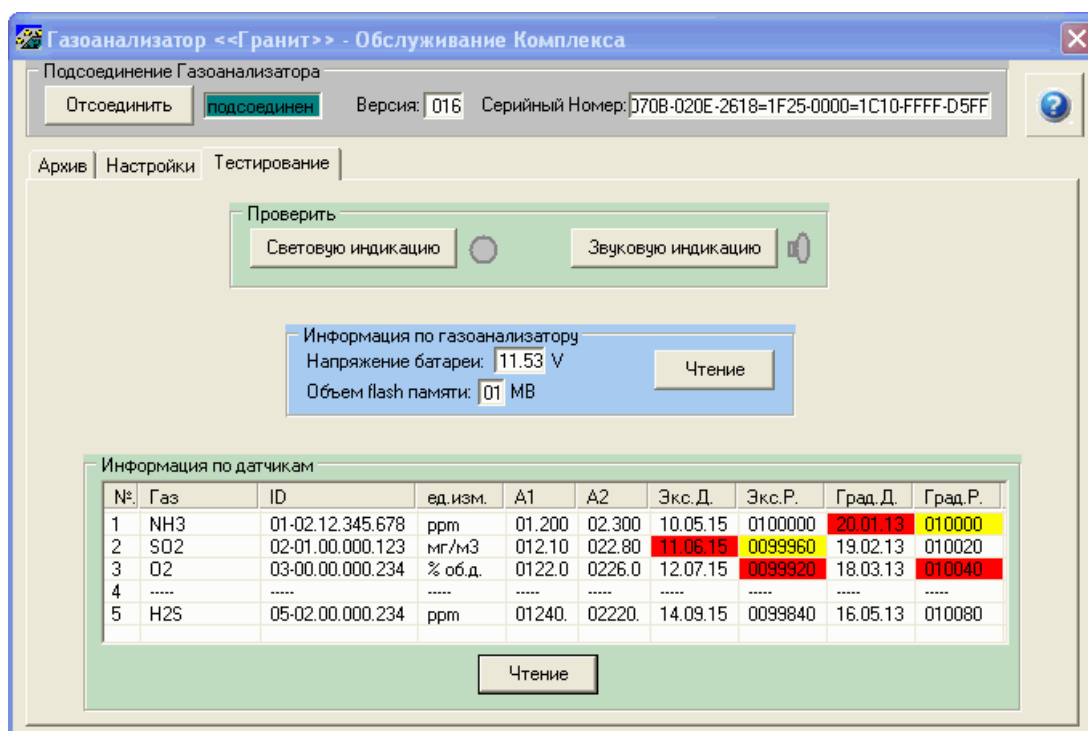 Газоанализатор <<Гранит>> - Обслуживание Комплекса
Подсоединение Газоанализатора
Отсоединить подсоединен Версия: 016 Серийный Номер: 070B-020E-2618=1F25-0000=1C10-FFFF-D5FF
Архив Настройки Тестирование
Проверить
Световую индикацию Звуковую индикацию
Информация по газоанализатору
Напряжение батареи: 11.53 V
Чтение
Объем flash памяти: 01 MB
Информация по датчикам
№. Газ ID ед.изм. А1 А2 Экс.Д. Экс.Р. Град.Д. Град.Р.
1 NH3 01-02.12.345.678 ppm 01.200 02.300 10.05.15 0100000 20.01.13 010000
2 SO2 02-01.00.000.123 мг/м3 012.10 022.80 11.06.15 0099960 19.02.13 010020
3 O2 03-00.00.000.234 % об.д. 0122.0 0226.0 12.07.15 0099920 18.03.13 010040
4 ----- ----- ----- ----- ----- ----- ----- ----- -----
5 H2S 05-02.00.000.234 ppm 01240. 02220. 14.09.15 0099840 16.05.13 010080
Чтение